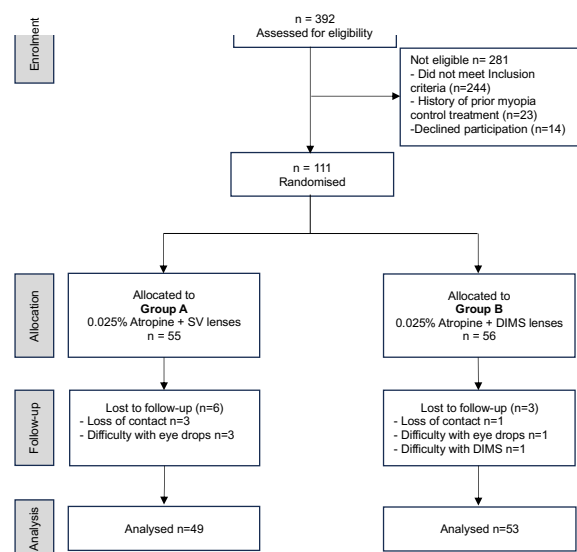 Enrolment
n = 392
Assessed for eligibility
Not eligible n= 281
- Did not meet Inclusion
criteria (n=244)
- History of prior myopia
control treatment (n=23)
-Declined participation (n=14)
n = 111
Randomised
Allocation
Allocated to
Group A
0.025% Atropine + SV lenses
n = 55
Allocated to
Group B
0.025% Atropine + DIMS lenses
n = 56
Follow-up
Lost to follow-up (n=6)
- Loss of contact n=3
- Difficulty with eye drops n=3
Lost to follow-up (n=3)
- Loss of contact n=1
- Difficulty with eye drops n=1
- Difficulty with DIMS n=1
Analysis
Analysed n=49
Analysed n=53